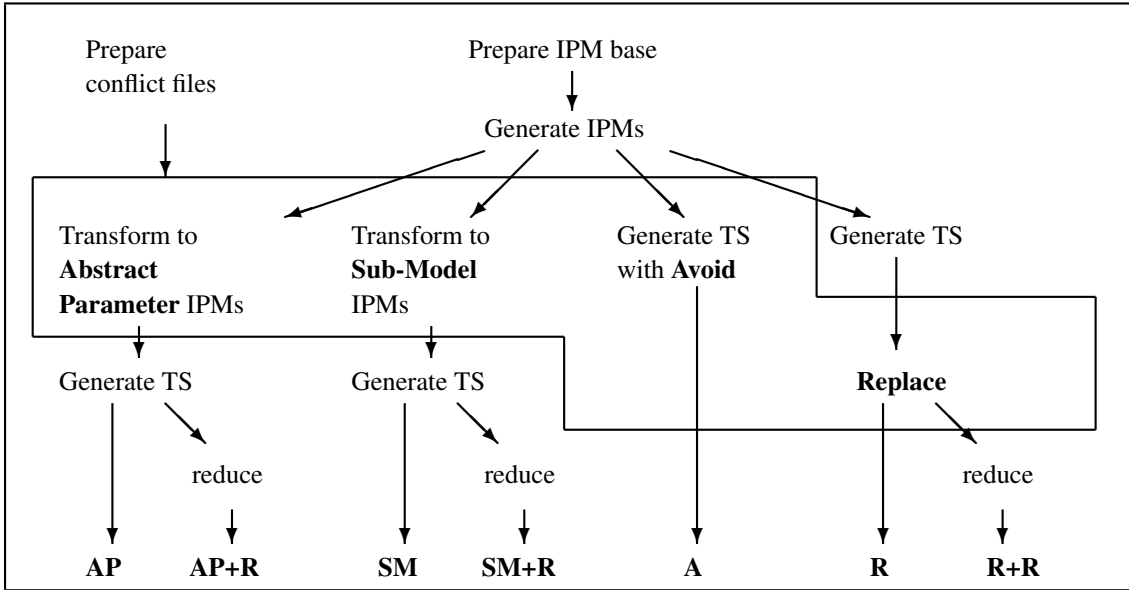 Prepare
conflict files
Prepare IPM base
Generate IPMs
Transform to
Abstract
Parameter IPMs
Transform to
Sub-Model
IPMs
Generate TS
with Avoid
Generate TS
Generate TS
Generate TS
Replace
reduce
reduce
reduce
AP
AP+R
SM
SM+R
A
R
R+R